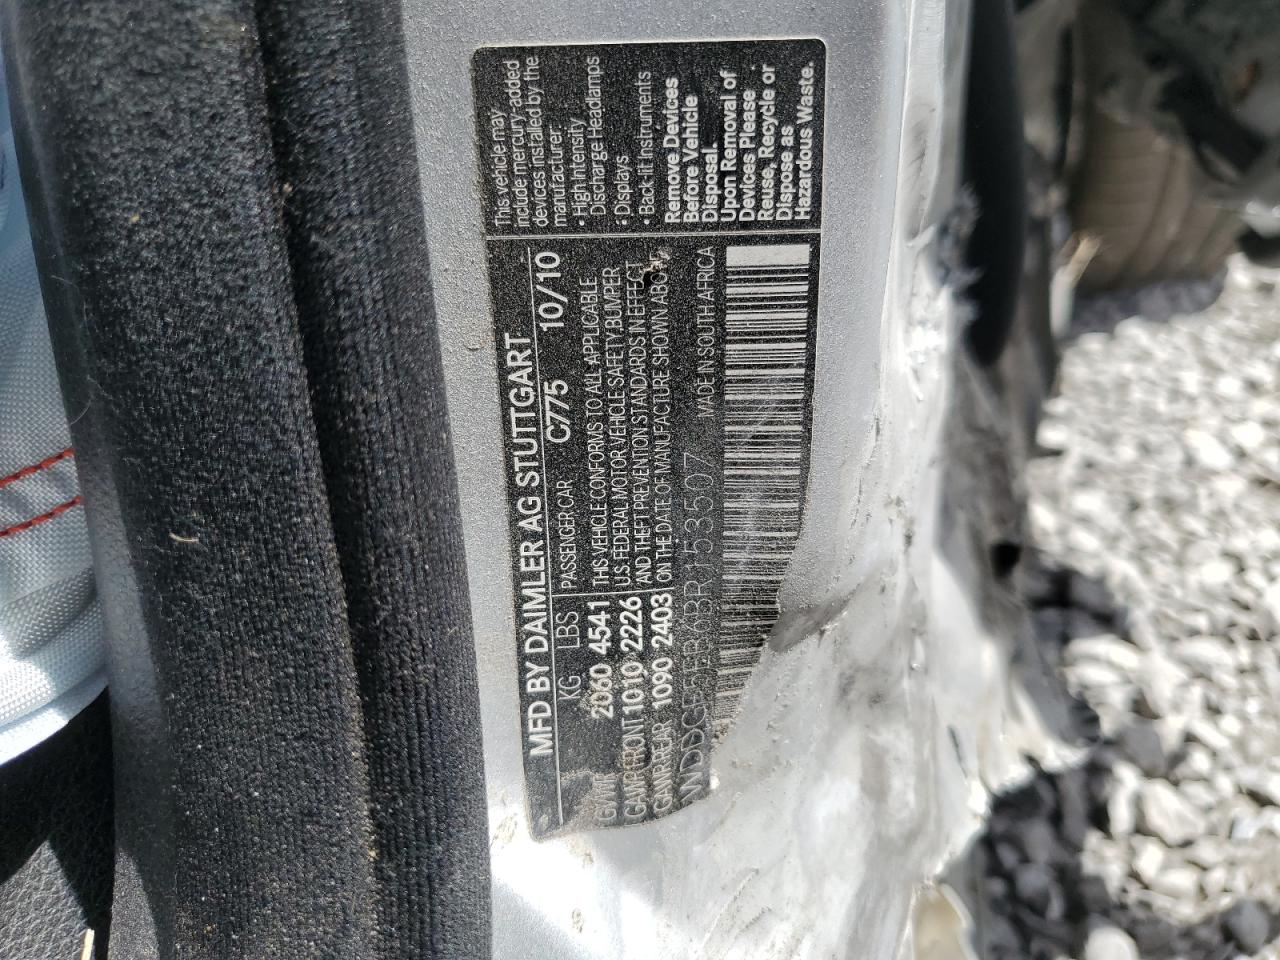 MFD BY DAIMLER AG STUTTGART
C775 10/10
KG LBS PASSENGER CAR
GVWR 2060 4541
GAWR FRONT 1010 2226
GAWR REAR 1090 2403
THIS VEHICLE CONFORMS TO ALL APPLICABLE
U.S. FEDERAL MOTOR VEHICLE SAFETY, BUMPER
AND THEFT PREVENTION STANDARDS IN EFFECT
ON THE DATE OF MANUFACTURE SHOWN ABOVE
WDDGF5EB6BR153507 MADE IN SOUTH AFRICA
This vehicle may
include mercury-added
devices installed by the
manufacturer:
• High Intensity
Discharge Headlamps
• Displays
• Back-lit Instruments
Remove Devices
Before Vehicle
Disposal.
Upon Removal of
Devices Please
Reuse, Recycle or
Dispose as
Hazardous Waste.